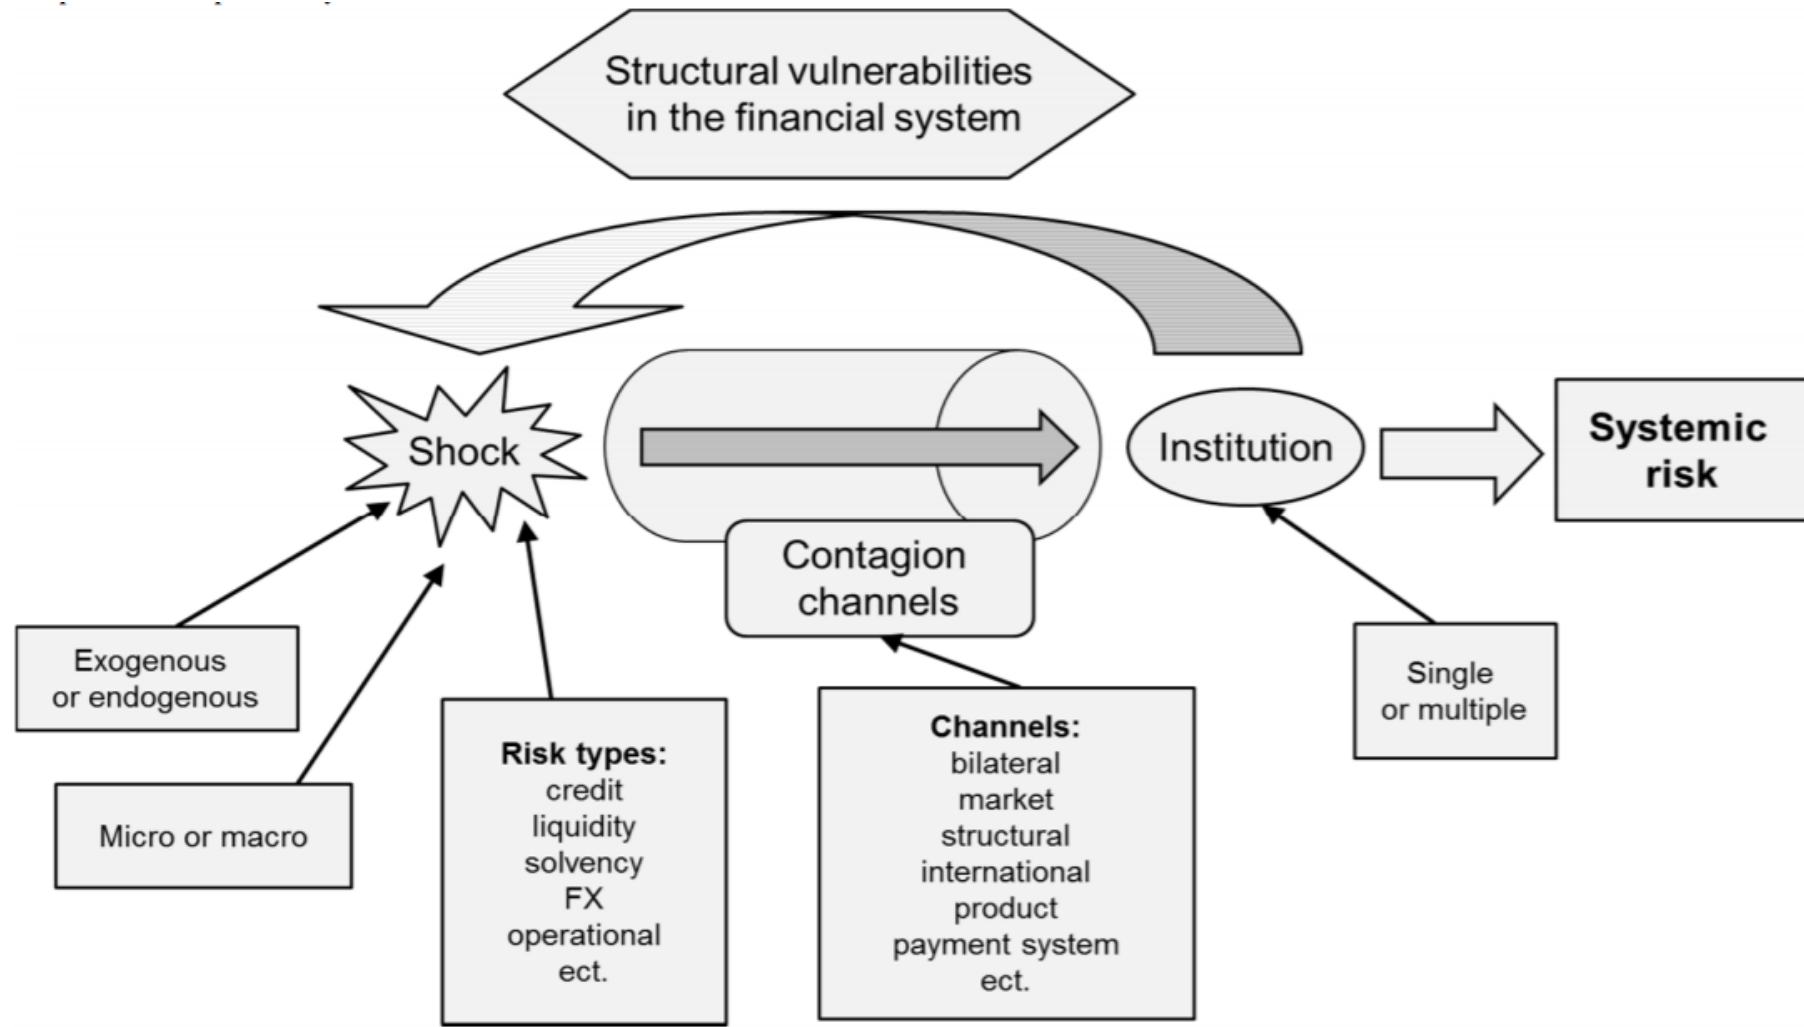 Structural vulnerabilities
in the financial system
Shock
Institution
Systemic
risk
Contagion
channels
Exogenous
or endogenous
Micro or macro
Risk types:
credit
liquidity
solvency
FX
operational
ect.
Channels:
bilateral
market
structural
international
product
payment system
ect.
Single
or multiple